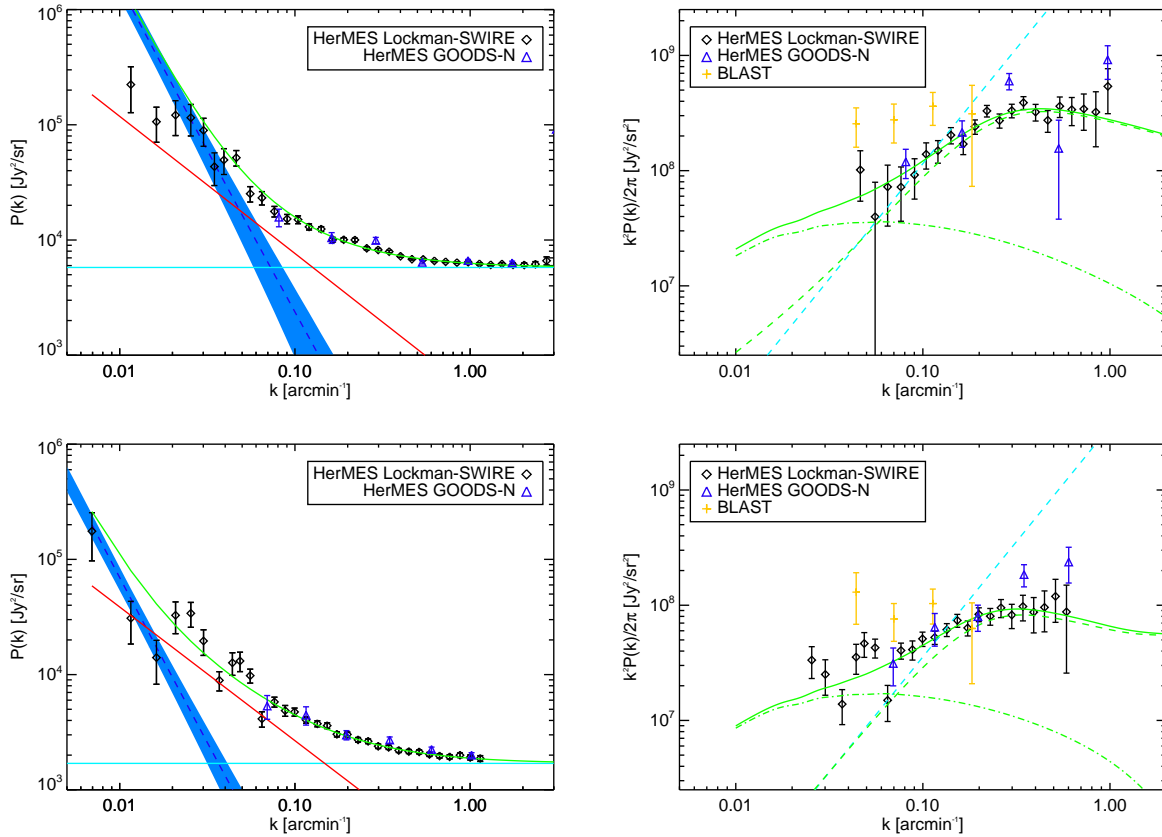 10⁶
10⁵
10⁴
10³
P(k) [Jy²/sr]
HerMES Lockman-SWIRE
HerMES GOODS-N
0.01 0.10 1.00
k [arcmin⁻¹]
10⁹
10⁸
10⁷
k²P(k)/2π [Jy²/sr²]
HerMES Lockman-SWIRE
HerMES GOODS-N
BLAST
0.01 0.10 1.00
k [arcmin⁻¹]
10⁶
10⁵
10⁴
10³
P(k) [Jy²/sr]
HerMES Lockman-SWIRE
HerMES GOODS-N
0.01 0.10 1.00
k [arcmin⁻¹]
10⁹
10⁸
10⁷
k²P(k)/2π [Jy²/sr²]
HerMES Lockman-SWIRE
HerMES GOODS-N
BLAST
0.01 0.10 1.00
k [arcmin⁻¹]